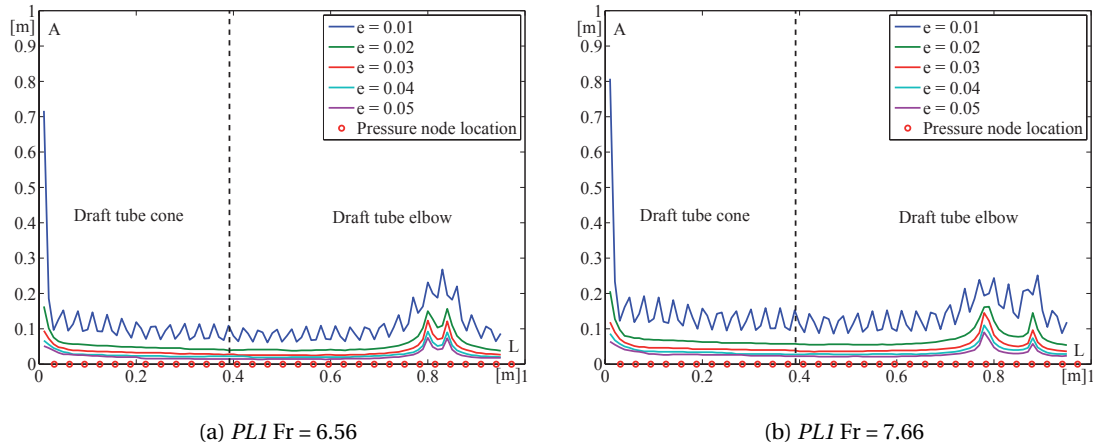 1
[m]
A
0.9
0.8
0.7
0.6
0.5
0.4
0.3
0.2
0.1
0
e = 0.01
e = 0.02
e = 0.03
e = 0.04
e = 0.05
Pressure node location
Draft tube cone
Draft tube elbow
L
0
0.2
0.4
0.6
0.8
[m]
1
(a) PL1 Fr = 6.56
1
[m]
A
0.9
0.8
0.7
0.6
0.5
0.4
0.3
0.2
0.1
0
e = 0.01
e = 0.02
e = 0.03
e = 0.04
e = 0.05
Pressure node location
Draft tube cone
Draft tube elbow
L
0
0.2
0.4
0.6
0.8
[m]
1
(b) PL1 Fr = 7.66